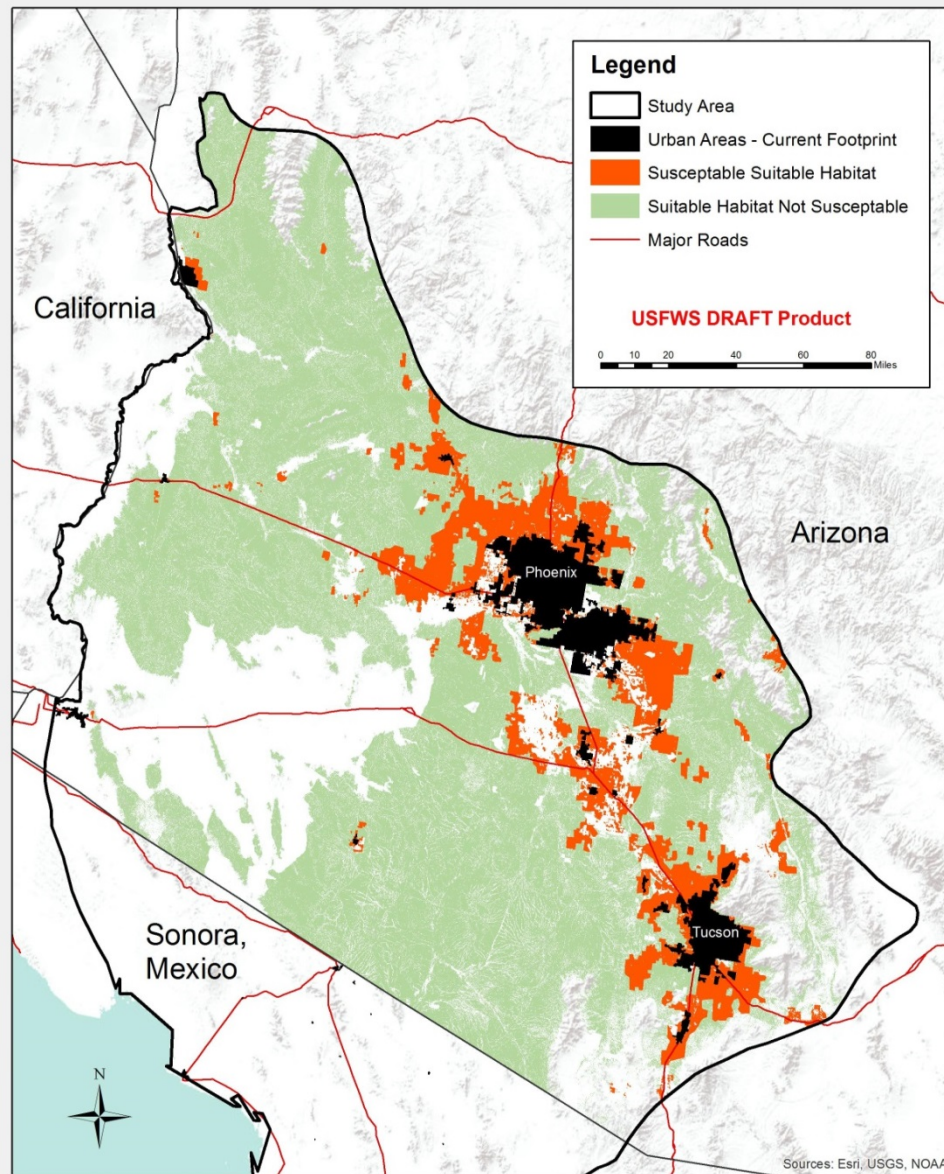 Legend
Study Area
Urban Areas - Current Footprint
Susceptable Suitable Habitat
Suitable Habitat Not Susceptable
Major Roads
USFWS DRAFT Product
0 10 20 40 60 80
Miles
California
Arizona
Phoenix
Tucson
Sonora,
Mexico
N
Sources: Esri, USGS, NOAA